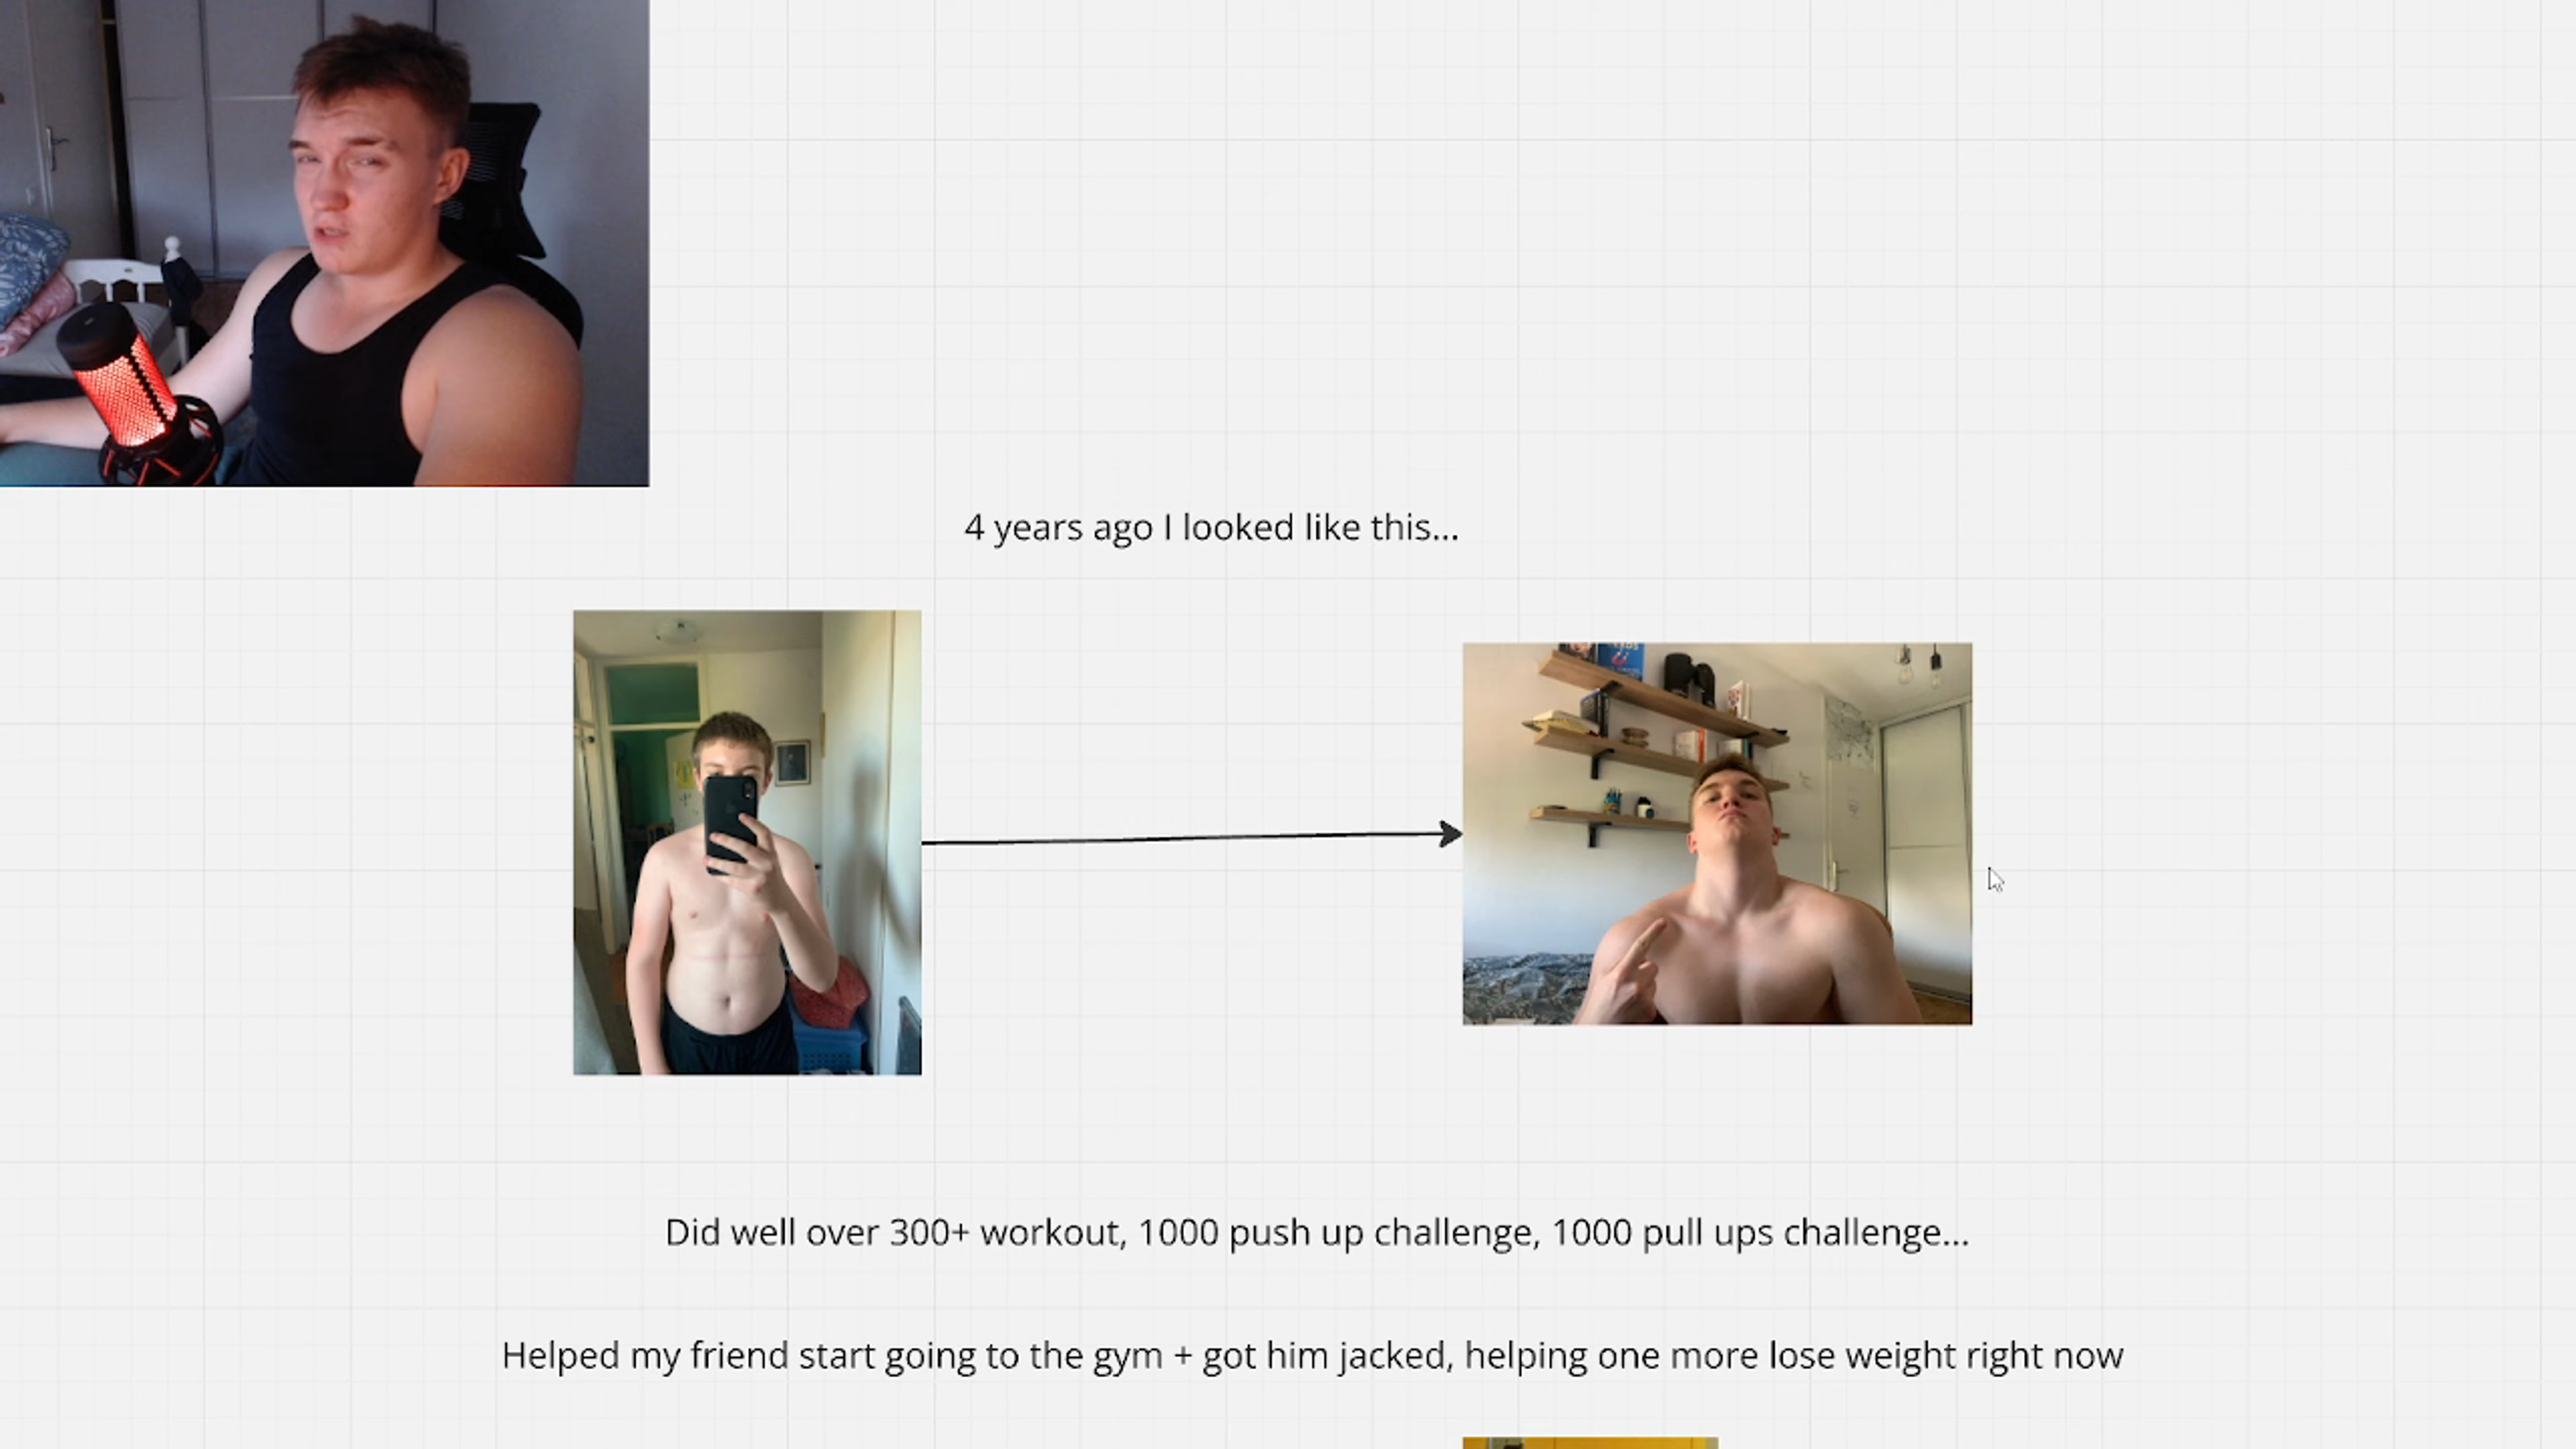 4 years ago I looked like this...
Did well over 300+ workout, 1000 push up challenge, 1000 pull ups challenge...
Helped my friend start going to the gym + got him jacked, helping one more lose weight right now